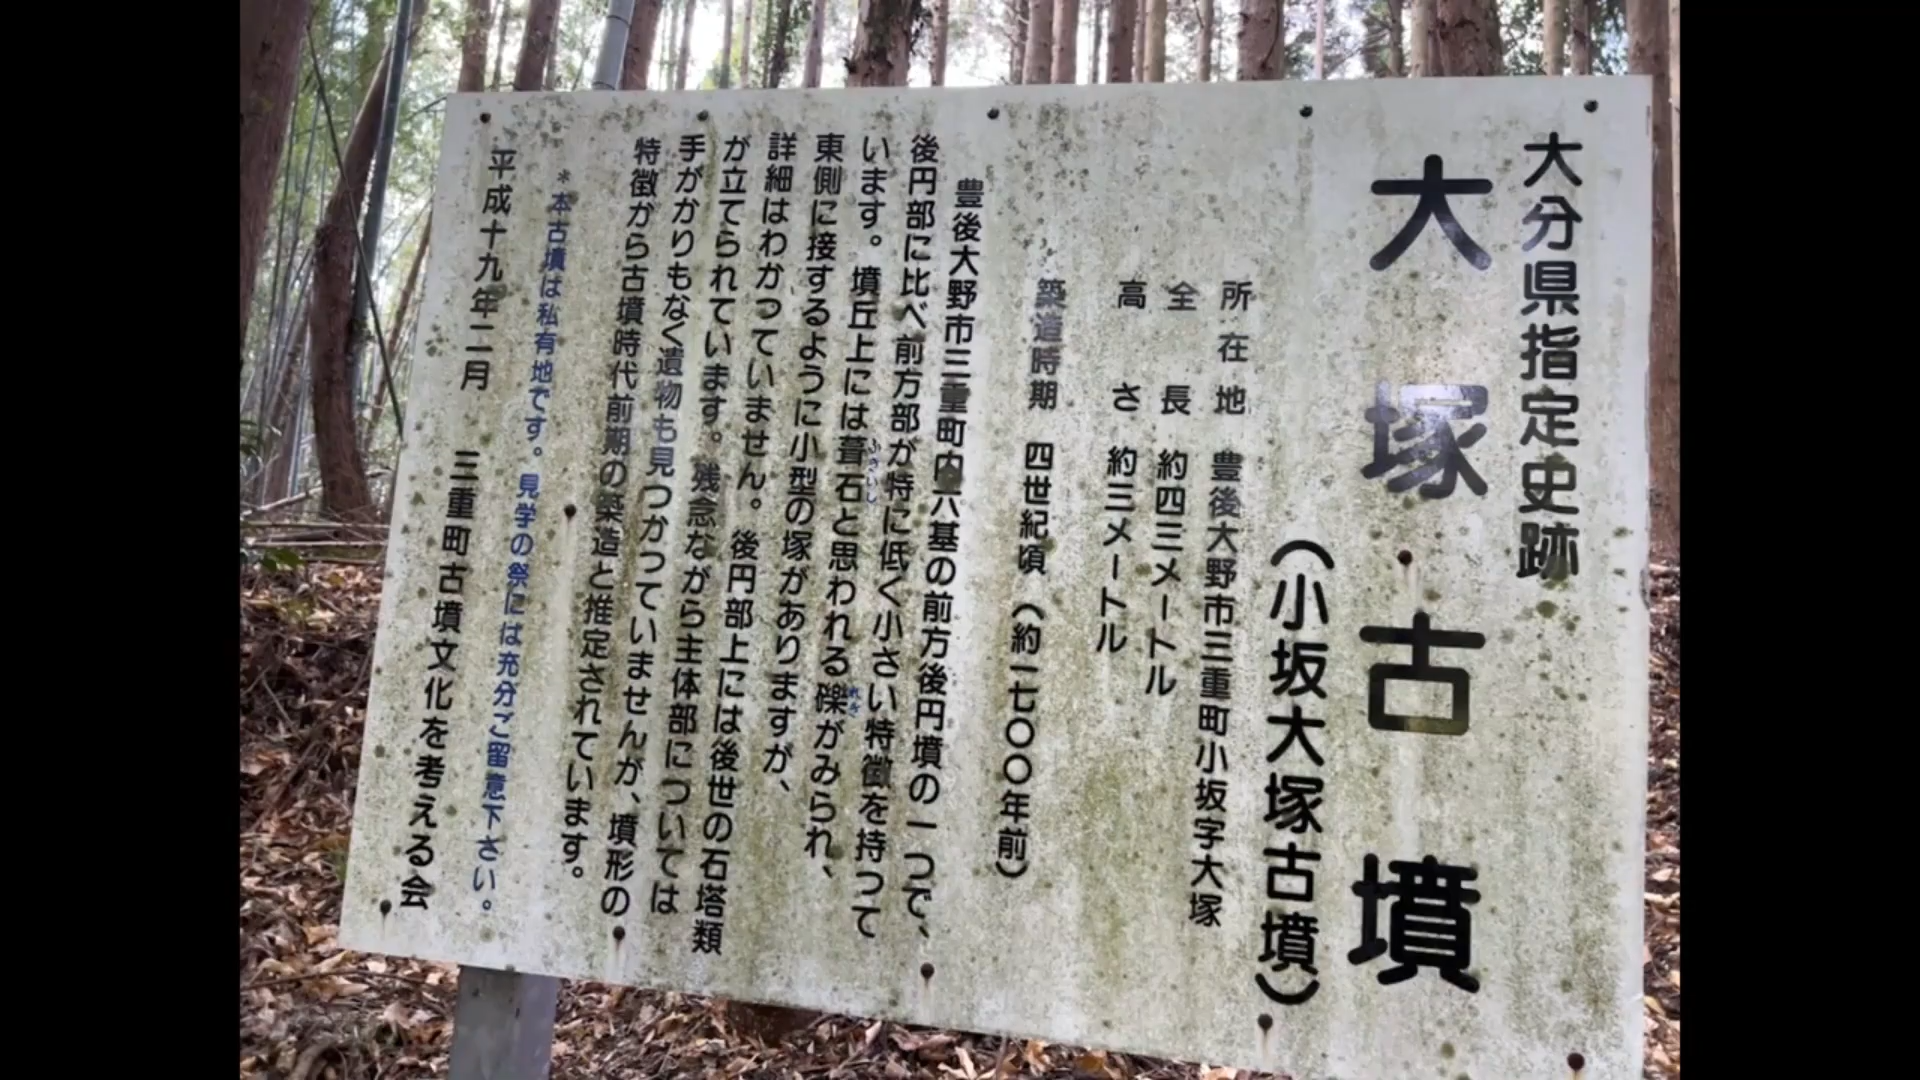 大分県指定史跡
大塚古墳
(小坂大塚古墳)
所在地 豊後大野市三重町小坂字大塚
全長 約四三メートル
高さ 約三メートル
築造時期 四世紀頃(約一七〇〇年前)
豊後大野市三重町内六基の前方後円墳の一つで、
後円部に比べ前方部が特に低く小さい特徴を持って
います。墳丘上には葺石と思われる礫がみられ、
ふきいし
れき
東側に接するように小型の塚がありますが、
詳細はわかっていません。後円部上には後世の石塔類
が立てられています。残念ながら主体部については
手がかりもなく遺物も見つかっていませんが、墳形の
特徴から古墳時代前期の築造と推定されています。
*本古墳は私有地です。見学の祭には充分ご留意下さい。
平成十九年二月 三重町古墳文化を考える会